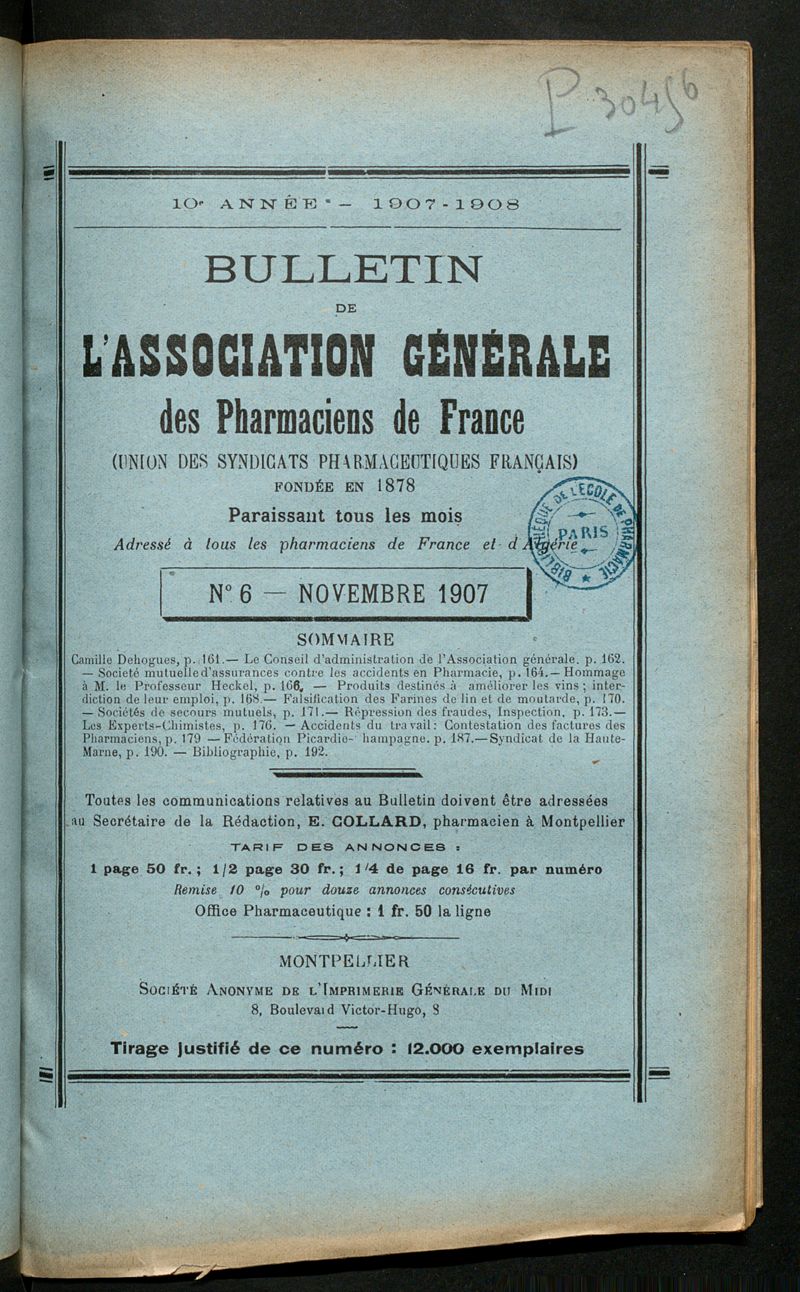 P 30456
10e ANNÉE - 1907-1908
BULLETIN
DE
L'ASSOCIATION GÉNÉRALE
des Pharmaciens de France
(UNION DES SYNDICATS PHARMACEUTIQUES FRANÇAIS)
FONDÉE EN 1878
Paraissant tous les mois
Adressé à tous les pharmaciens de France et d'Algérie
BIBLIOTHÈQUE DE L'ÉCOLE DE PHARMACIE
PARIS
N° 6 — NOVEMBRE 1907
SOMMAIRE
Camille Dehogues, p. 161. — Le Conseil d'administration de l'Association générale. p. 162.
— Societé mutuelle d'assurances contre les accidents en Pharmacie, p. 164. — Hommage
à M. le Professeur Heckel, p. 166. — Produits destinés à améliorer les vins ; inter-
diction de leur emploi, p. 168. — Falsification des Farines de lin et de moutarde, p. 170.
— Sociétés de secours mutuels, p. 171. — Répression des fraudes, Inspection, p. 173. —
Les Experts-Chimistes, p. 176. — Accidents du travail: Contestation des factures des
Pharmaciens, p. 179 — Fédération Picardie- hampagne. p. 187. — Syndicat de la Haute-
Marne, p. 190. — Bibliographie, p. 192.
Toutes les communications relatives au Bulletin doivent être adressées
au Secrétaire de la Rédaction, E. COLLARD, pharmacien à Montpellier
TARIF DES ANNONCES :
1 page 50 fr. ; 1/2 page 30 fr. ; 1/4 de page 16 fr. par numéro
Remise 10 % pour douze annonces consécutives
Office Pharmaceutique : 1 fr. 50 la ligne
MONTPELLIER
SOCIÉTÉ ANONYME DE L'IMPRIMERIE GÉNÉRALE DU MIDI
8, Boulevard Victor-Hugo, 8
Tirage justifié de ce numéro : 12.000 exemplaires